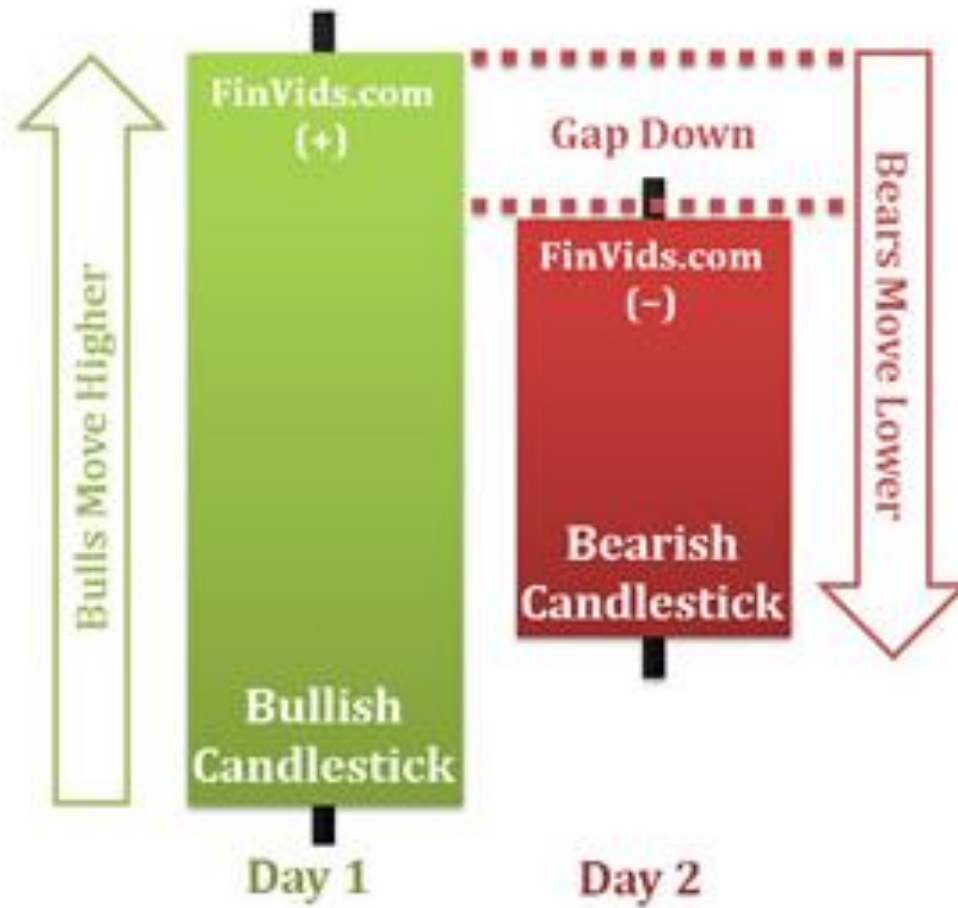 Bulls Move Higher
FinVids.com
(+)
Bullish
Candlestick
Day 1
Gap Down
FinVids.com
(−)
Bearish
Candlestick
Day 2
Bears Move Lower